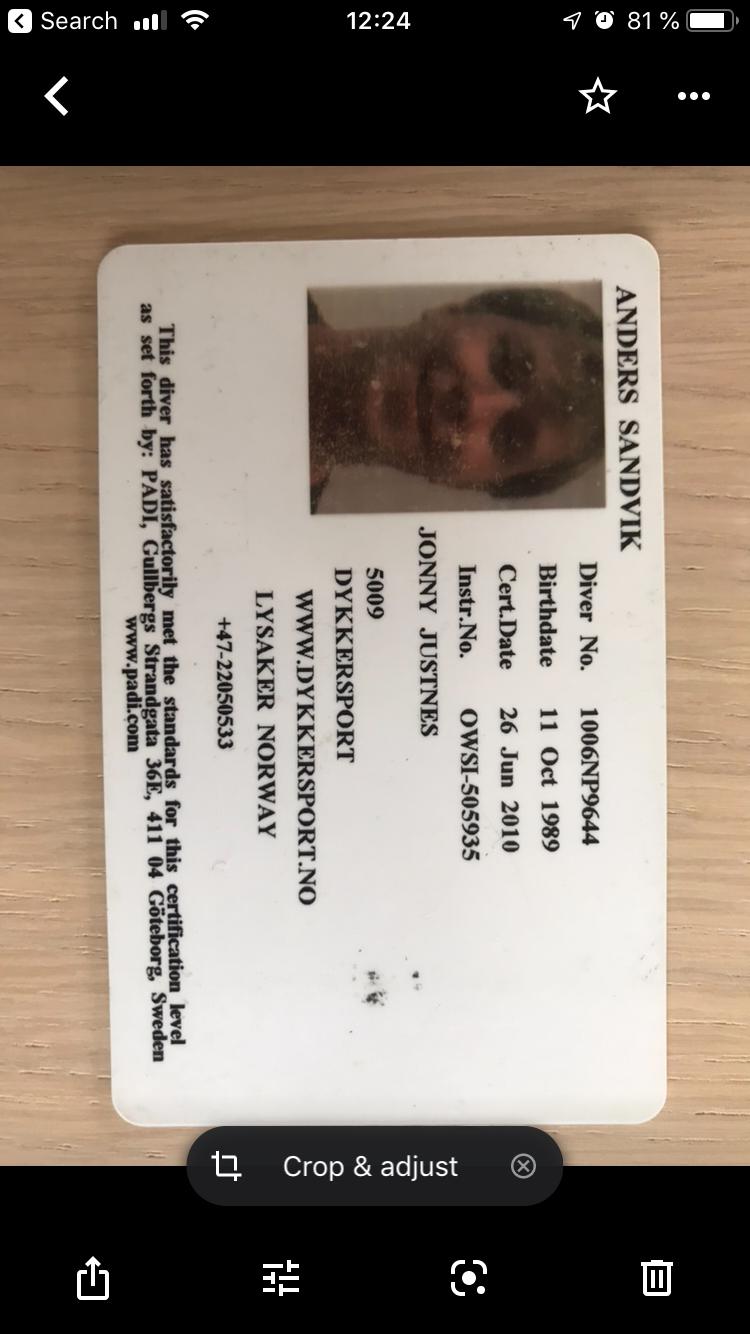 Search
12:24
81 %
ANDERS SANDVIK
Diver No. 1006NP9644
Birthdate 11 Oct 1989
Cert.Date 26 Jun 2010
Instr.No. OWSI-505935
JONNY JUSTNES
5009
DYKKERSPORT
WWW.DYKKERSPORT.NO
LYSAKER NORWAY
+47-22050533
This diver has satisfactorily met the standards for this certification level
as set forth by: PADI, Gullbergs Strandgata 36E, 411 04 Göteborg, Sweden
www.padi.com
Crop & adjust